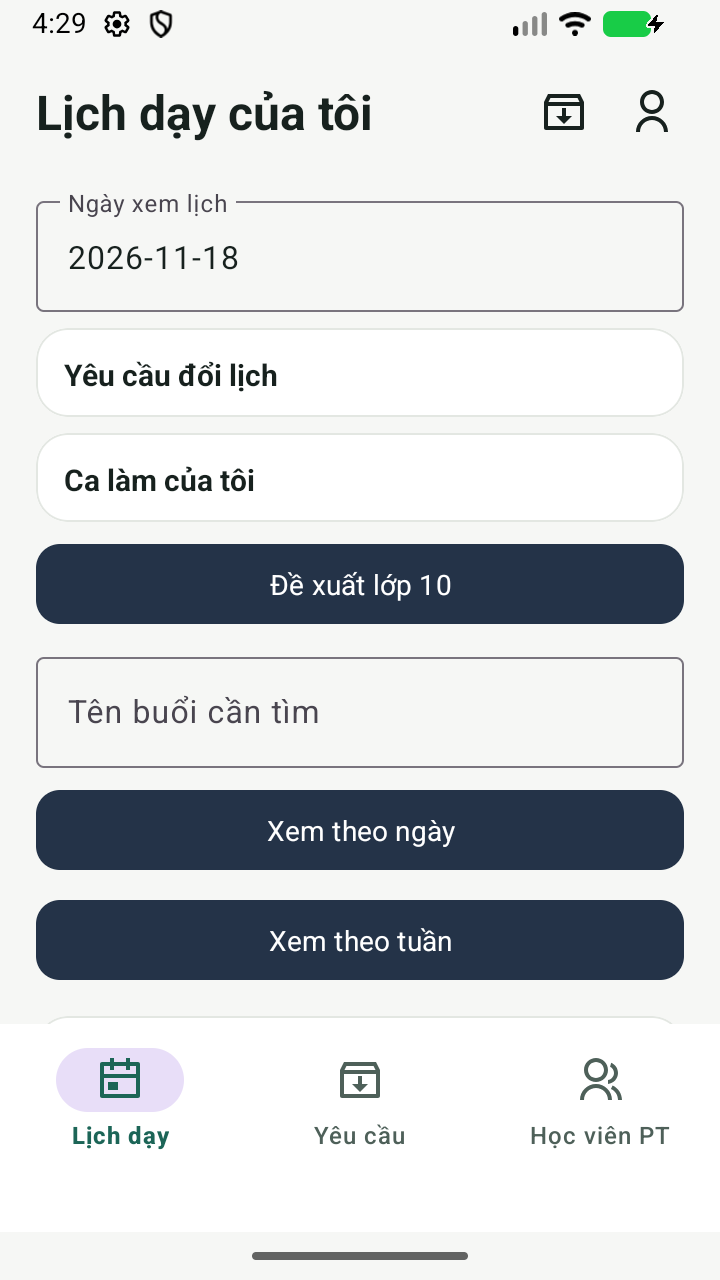 4:29
Lịch dạy của tôi
Ngày xem lịch
2026-11-18
Yêu cầu đổi lịch
Ca làm của tôi
Đề xuất lớp 10
Tên buổi cần tìm
Xem theo ngày
Xem theo tuần
Lịch dạy
Yêu cầu
Học viên PT